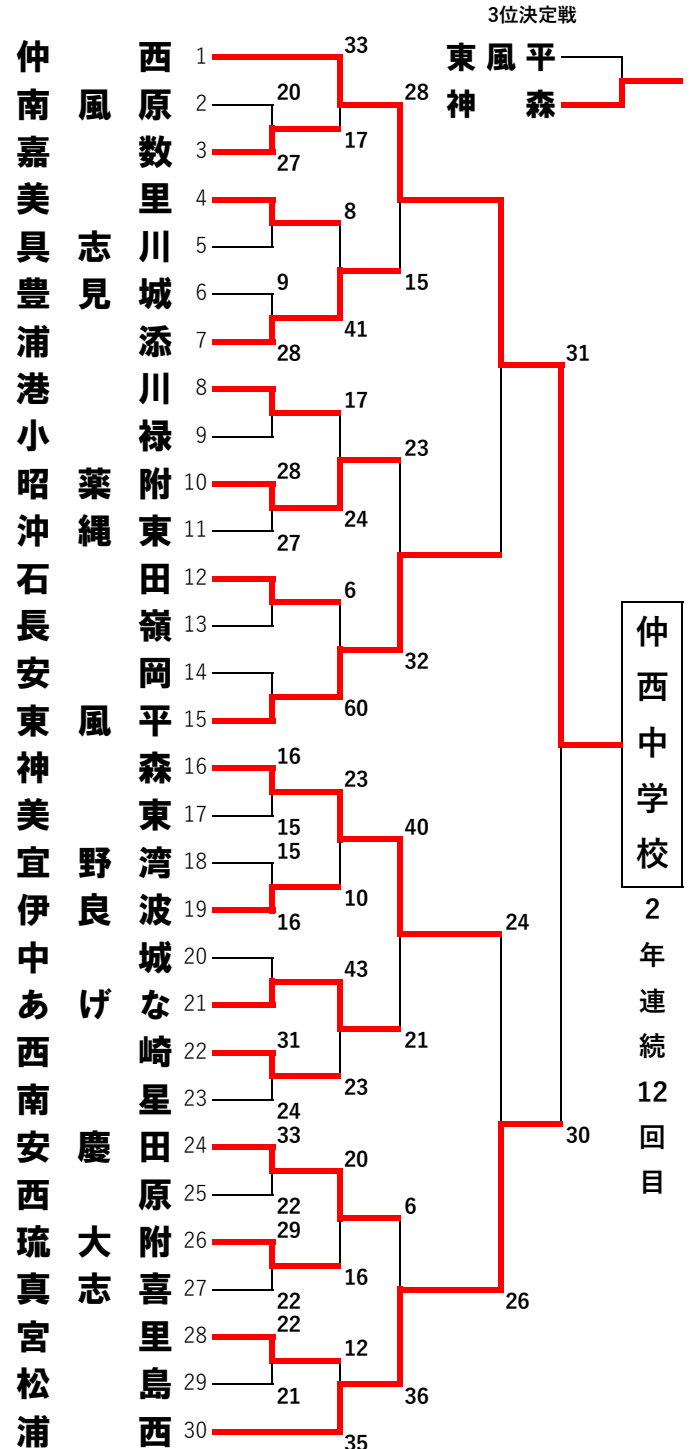 3位決定戦
東風平
神森
仲西 1
南風原 2
嘉数 3
美里 4
具志川 5
豊見城 6
浦添 7
港川 8
小禄 9
昭薬附 10
沖縄東 11
石田 12
長嶺 13
安岡 14
東風平 15
神森 16
美東 17
宜野湾 18
伊良波 19
中城 20
あげな 21
西崎 22
南星 23
安慶田 24
西原 25
琉大附 26
真志喜 27
宮里 28
松島 29
浦西 30
20
27
9
28
28
27
16
15
15
16
31
24
33
22
29
22
22
21
33
17
8
41
17
24
6
60
23
10
43
23
20
16
12
35
28
15
23
32
40
21
6
36
24
26
31
30
仲西中学校
2年連続12回目